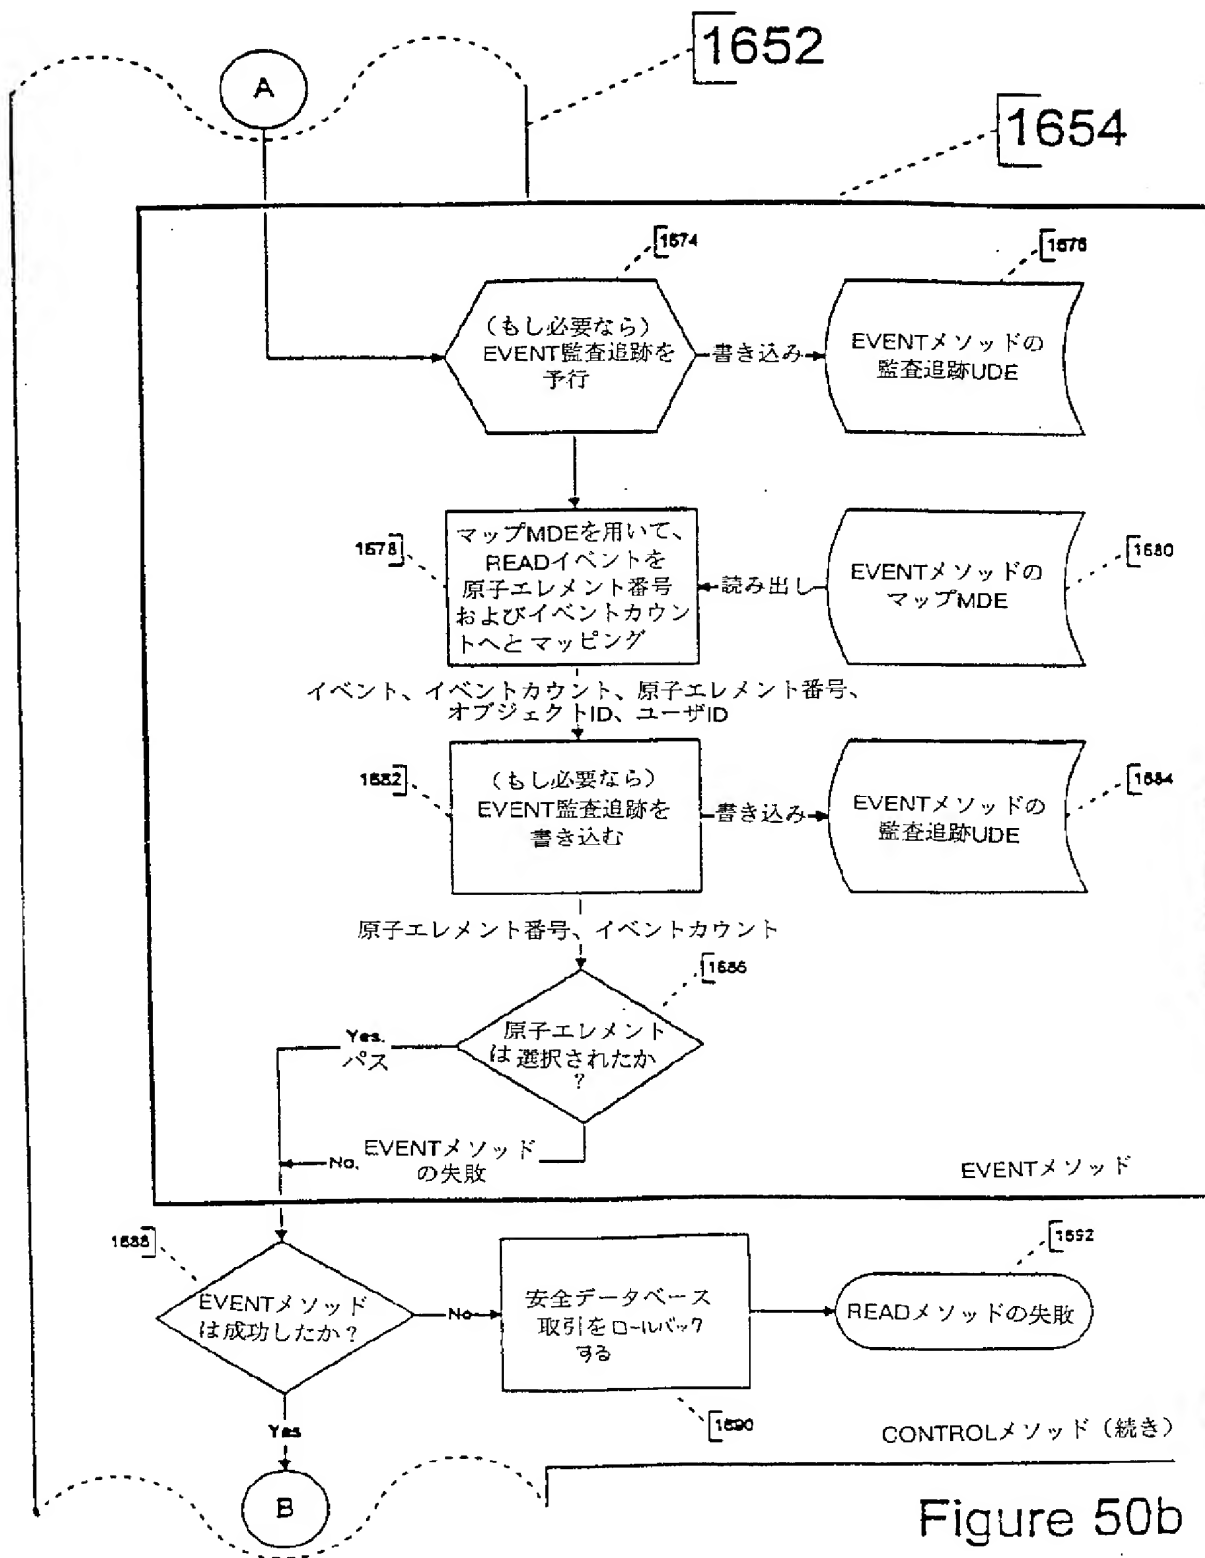 1652
A
1654
1674
1676
(もし必要なら)
EVENT監査追跡を
予行
書き込み
EVENTメソッドの
監査追跡UDE
1678
マップMDEを用いて、
READイベントを
原子エレメント番号
およびイベントカウン
トへとマッピング
読み出し
EVENTメソッドの
マップMDE
1680
イベント、イベントカウント、原子エレメント番号、
オブジェクトID、ユーザID
1682
(もし必要なら)
EVENT監査追跡を
書き込む
書き込み
EVENTメソッドの
監査追跡UDE
1684
原子エレメント番号、イベントカウント
1686
原子エレメント
は選択されたか
?
Yes.
パス
No.
EVENTメソッド
の失敗
EVENTメソッド
1688
EVENTメソッド
は成功したか?
No
安全データベース
取引をロールバック
する
1690
READメソッドの失敗
1692
Yes
CONTROLメソッド(続き)
B
Figure 50b